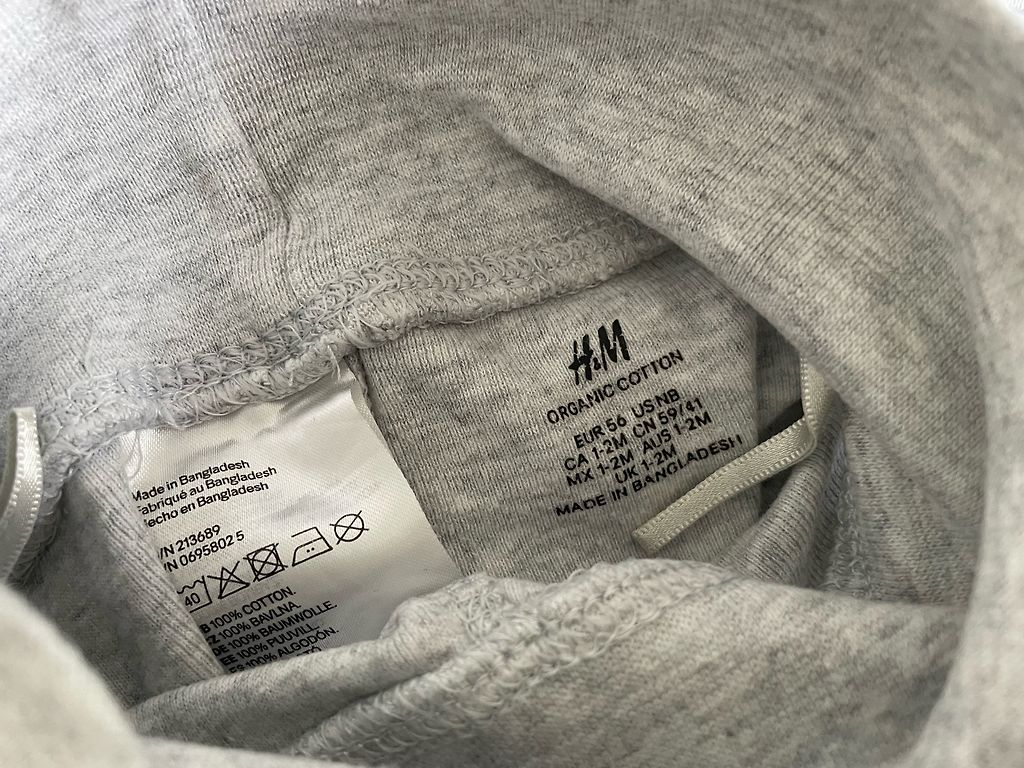 Made in Bangladesh
Fabriqué au Bangladesh
Hecho en Bangladesh
/N 213689
/N 0695802 5
40
B 100% COTTON.
Z 100% BAVLNA.
DE 100% BAUMWOLLE.
EE 100% PUUVILL.
ES 100% ALGODÓN.
H&M
ORGANIC COTTON
EUR 56 US NB
CA 1-2M CN 59/41
MX 1-2M AUS 1-2M
UK 1-2M
MADE IN BANGLADESH